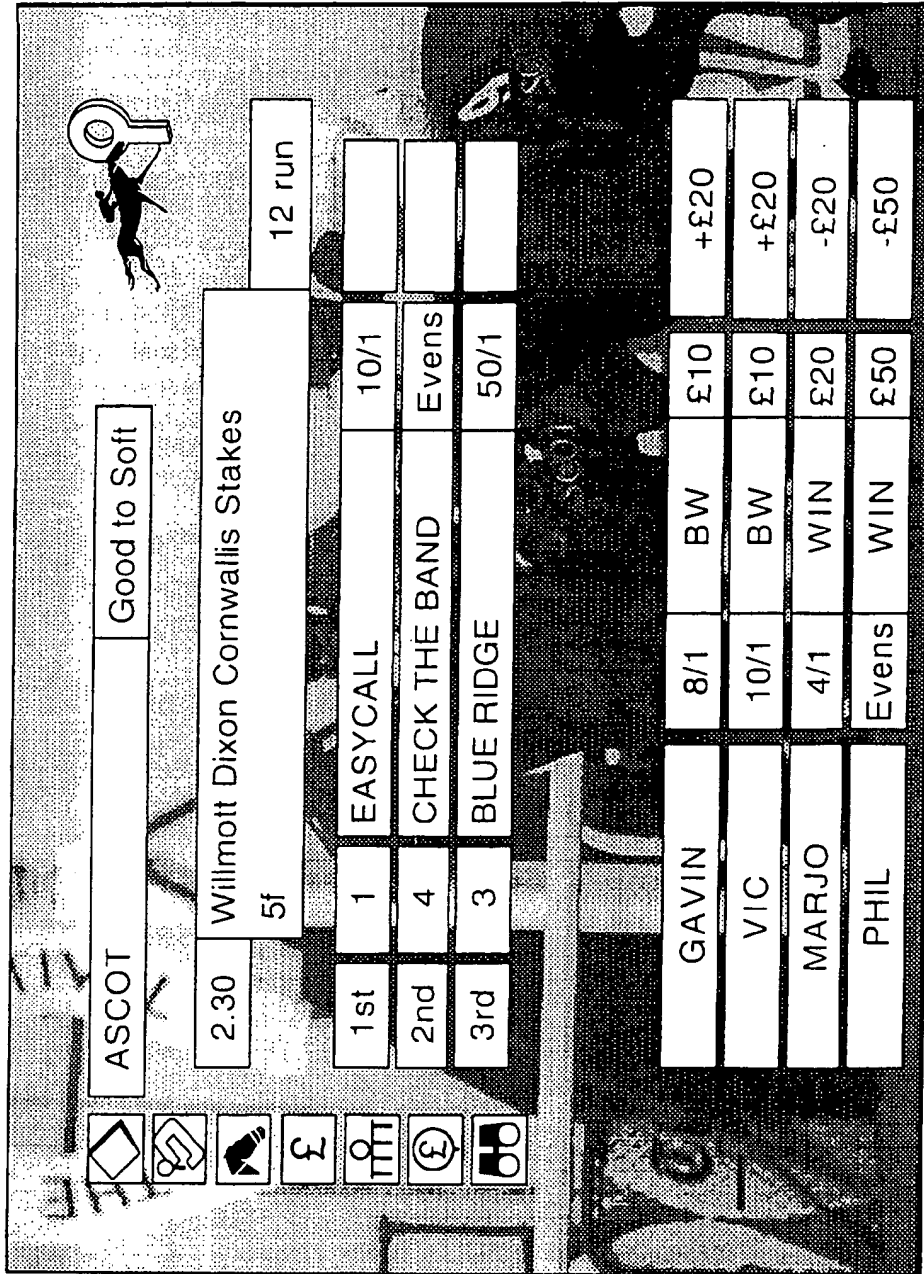 ASCOT Good to Soft
2.30 Willmott Dixon Cornwallis Stakes
5f 12 run
1st 1 EASYCALL 10/1
2nd 4 CHECK THE BAND Evens
3rd 3 BLUE RIDGE 50/1
£
£
GAVIN 8/1 BW £10 +£20
VIC 10/1 BW £10 +£20
MARJO 4/1 WIN £20 -£20
PHIL Evens WIN £50 -£50